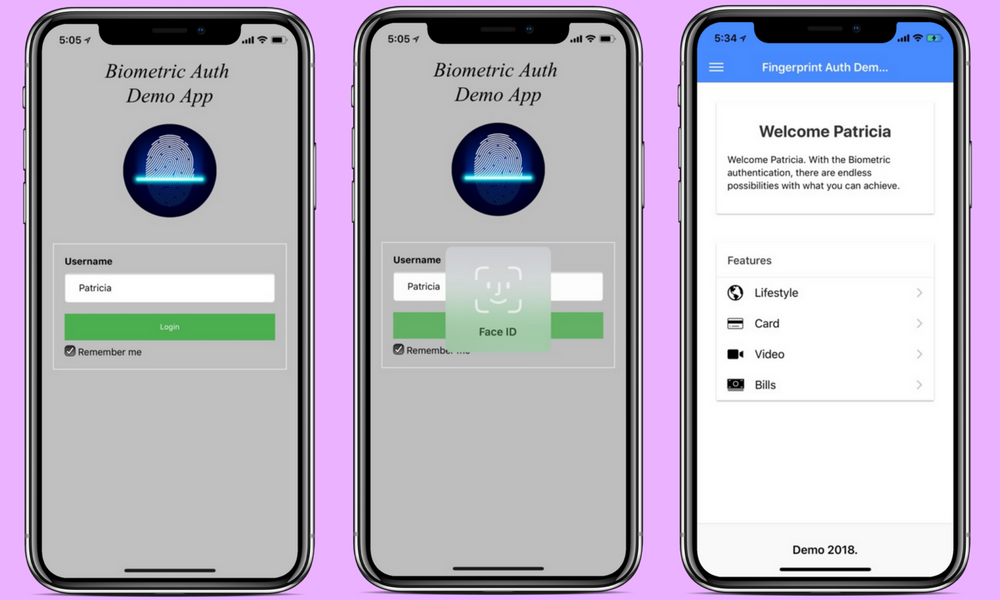 5:05
Biometric Auth
Demo App
Username
Patricia
Login
Remember me
5:05
Biometric Auth
Demo App
Username
Patricia
Face ID
Remember me
5:34
Fingerprint Auth Dem...
Welcome Patricia
Welcome Patricia. With the Biometric
authentication, there are endless
possibilities with what you can achieve.
Features
Lifestyle
Card
Video
Bills
Demo 2018.